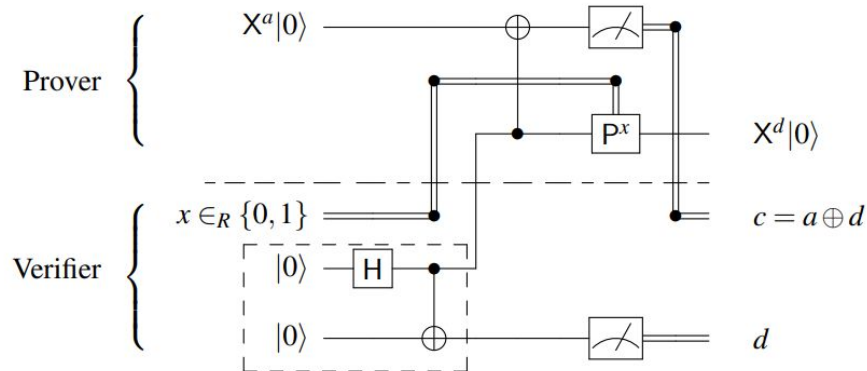 X^a|0⟩
Prover
P^x
X^d|0⟩
x ∈_R {0,1}
c = a ⊕ d
Verifier
|0⟩ H
|0⟩
d